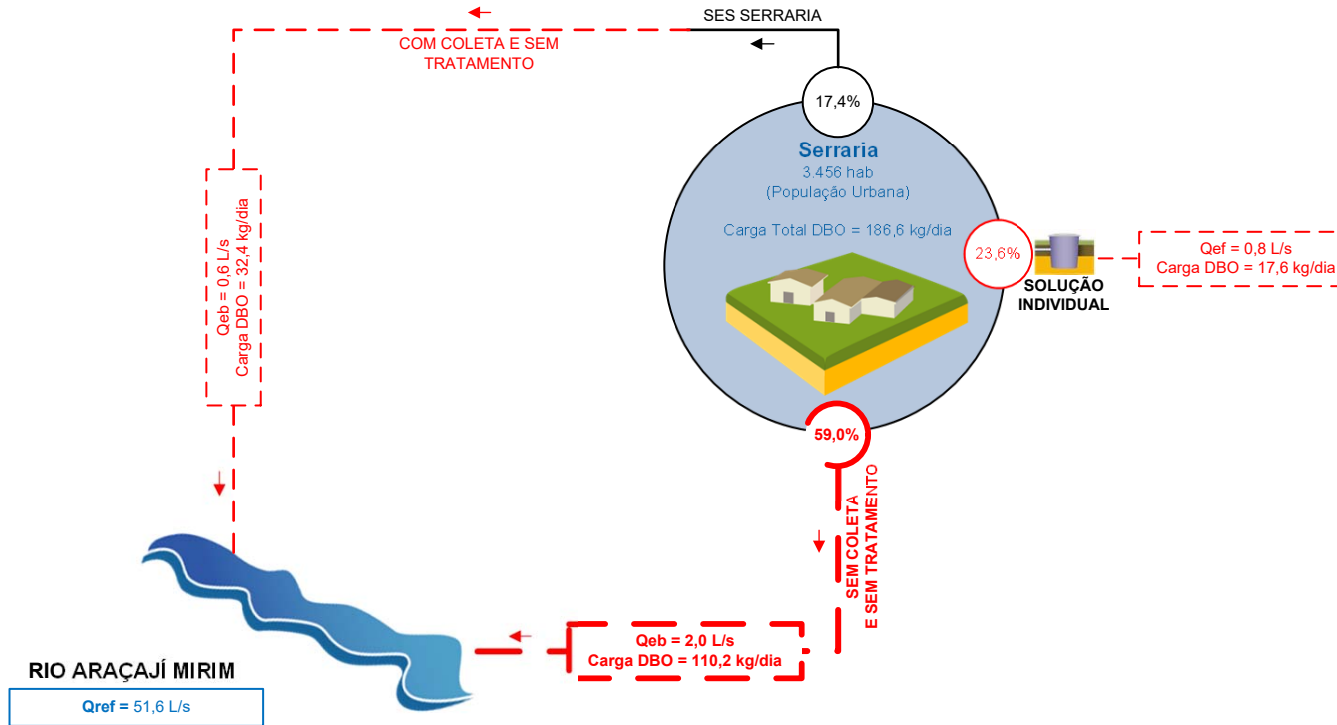 SES SERRARIA
COM COLETA E SEM
TRATAMENTO
17,4%
Serraria
3.456 hab
(População Urbana)
Carga Total DBO = 186,6 kg/dia
23,6%
SOLUÇÃO
INDIVIDUAL
Qef = 0,8 L/s
Carga DBO = 17,6 kg/dia
Qeb = 0,6 L/s
Carga DBO = 32,4 kg/dia
59,0%
SEM COLETA
E SEM TRATAMENTO
Qeb = 2,0 L/s
Carga DBO = 110,2 kg/dia
RIO ARAÇAJÍ MIRIM
Qref = 51,6 L/s